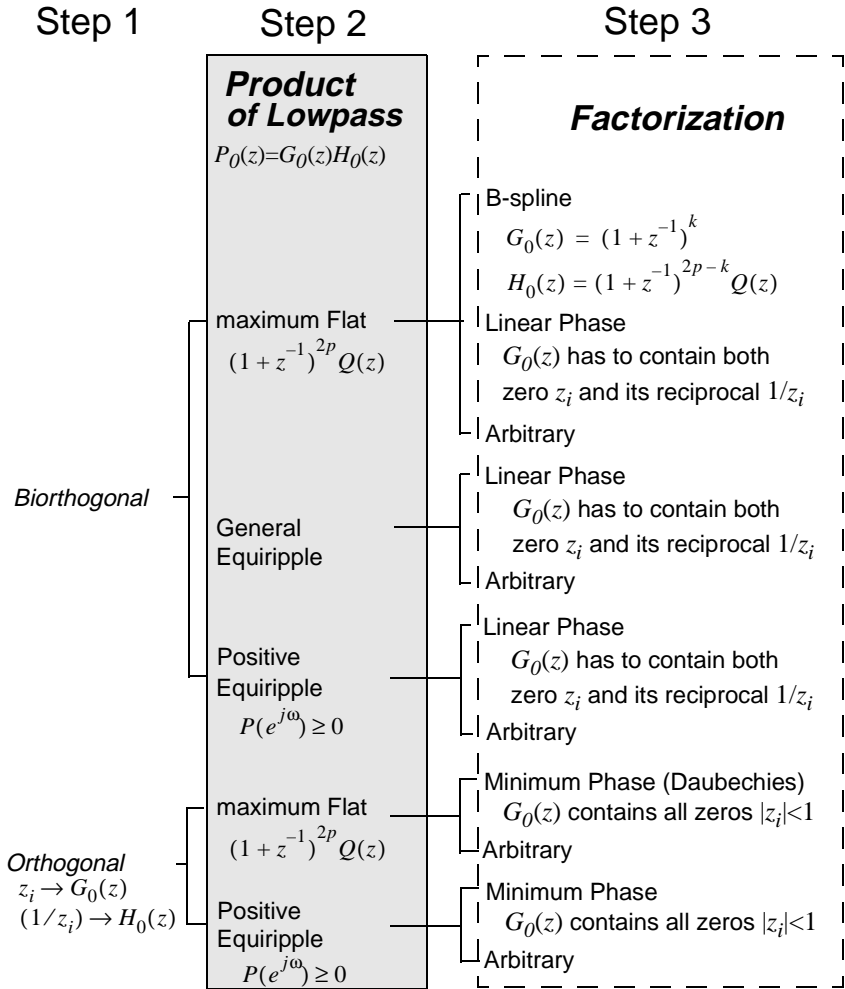 Step 1
Step 2
Step 3
Product
of Lowpass
P₀(z)=G₀(z)H₀(z)
Factorization
B-spline
G₀(z) = (1 + z⁻¹)ᵏ
H₀(z) = (1 + z⁻¹)²ᵖ⁻ᵏQ(z)
maximum Flat
(1 + z⁻¹)²ᵖQ(z)
Linear Phase
G₀(z) has to contain both
zero zᵢ and its reciprocal 1/zᵢ
Arbitrary
Biorthogonal
General
Equiripple
Linear Phase
G₀(z) has to contain both
zero zᵢ and its reciprocal 1/zᵢ
Arbitrary
Positive
Equiripple
P(e^{jω}) ≥ 0
Linear Phase
G₀(z) has to contain both
zero zᵢ and its reciprocal 1/zᵢ
Arbitrary
Orthogonal
zᵢ → G₀(z)
(1/zᵢ) → H₀(z)
maximum Flat
(1 + z⁻¹)²ᵖQ(z)
Minimum Phase (Daubechies)
G₀(z) contains all zeros |zᵢ|<1
Arbitrary
Positive
Equiripple
P(e^{jω}) ≥ 0
Minimum Phase
G₀(z) contains all zeros |zᵢ|<1
Arbitrary